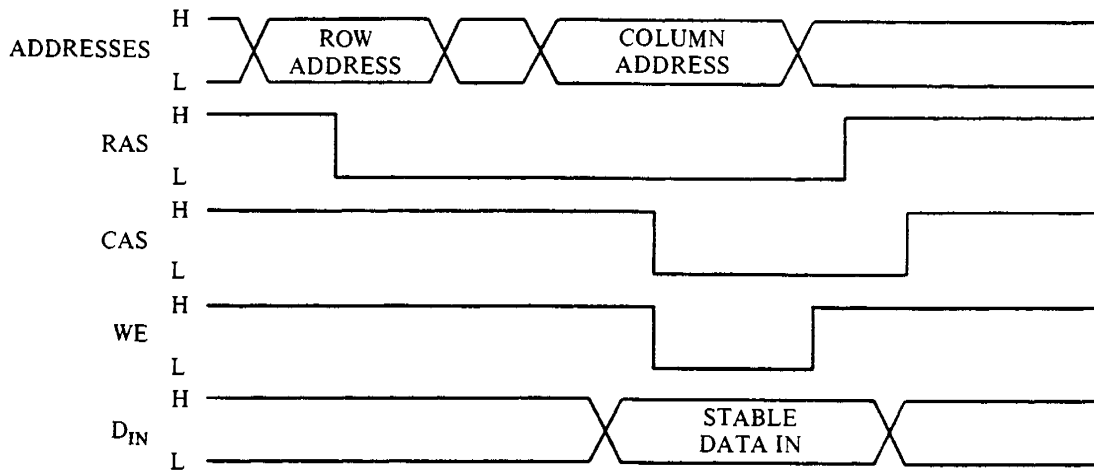 H
ADDRESSES
ROW
ADDRESS
COLUMN
ADDRESS
L
H
RAS
L
H
CAS
L
H
WE
L
H
D_IN
STABLE
DATA IN
L